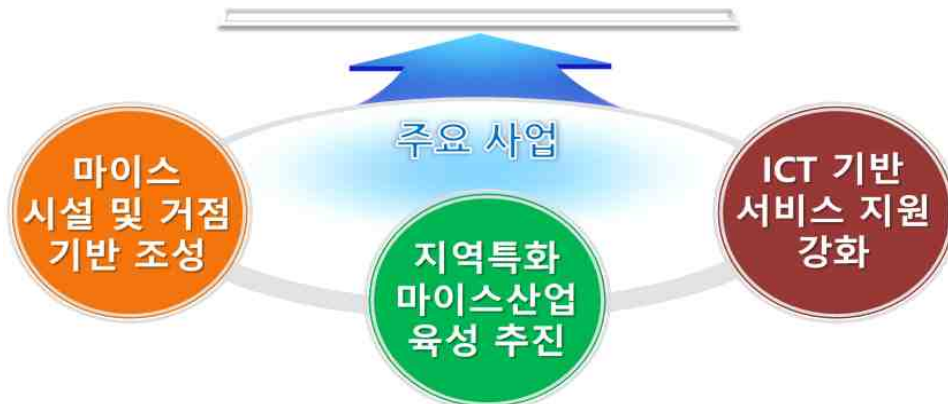 주요 사업
마이스
시설 및 거점
기반 조성
지역특화
마이스산업
육성 추진
ICT 기반
서비스 지원
강화